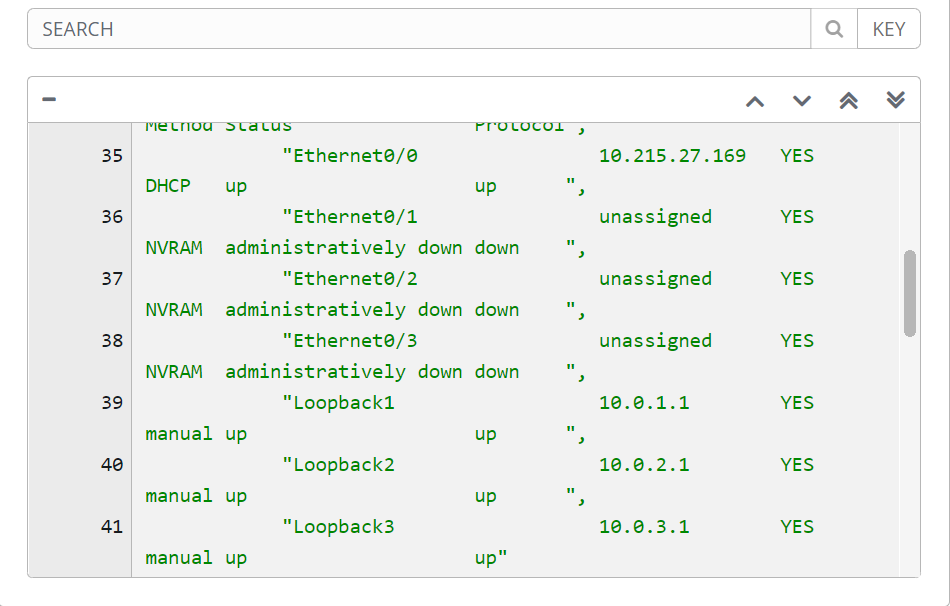 SEARCH KEY
Method Status                Protocol",
35             "Ethernet0/0                10.215.27.169   YES
DHCP   up                    up      ",
36             "Ethernet0/1                unassigned      YES
NVRAM  administratively down down    ",
37             "Ethernet0/2                unassigned      YES
NVRAM  administratively down down    ",
38             "Ethernet0/3                unassigned      YES
NVRAM  administratively down down    ",
39             "Loopback1                  10.0.1.1        YES
manual up                    up      ",
40             "Loopback2                  10.0.2.1        YES
manual up                    up      ",
41             "Loopback3                  10.0.3.1        YES
manual up                    up"